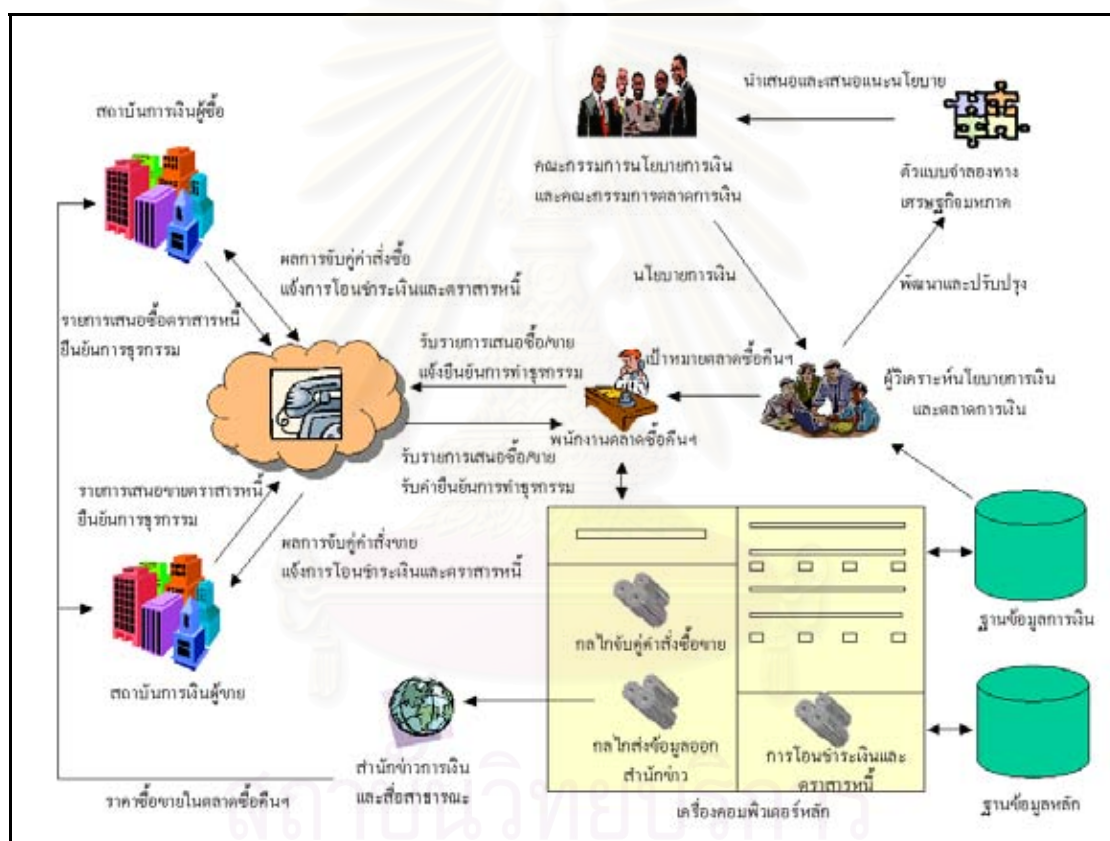 นำเสนอและเสนอแนะนโยบาย
สถาบันการเงินผู้ซื้อ
คณะกรรมการนโยบายการเงิน
และคณะกรรมการตลาดการเงิน
ตัวแบบจำลองทาง
เศรษฐกิจมหภาค
ผลการจับคู่คำสั่งซื้อ
แจ้งการโอนชำระเงินและตราสารหนี้
นโยบายการเงิน
พัฒนาและปรับปรุง
รายการเสนอซื้อตราสารหนี้
ยืนยันการธุรกรรม
รับรายการเสนอซื้อ/ขาย
แจ้งยืนยันการทำธุรกรรม
เป้าหมายตลาดซื้อคืนฯ
ผู้วิเคราะห์นโยบายการเงิน
และตลาดการเงิน
พนักงานตลาดซื้อคืนฯ
รับรายการเสนอซื้อ/ขาย
รับคำยืนยันการทำธุรกรรม
รายการเสนอขายตราสารหนี้
ยืนยันการธุรกรรม
ผลการจับคู่คำสั่งขาย
แจ้งการโอนชำระเงินและตราสารหนี้
ฐานข้อมูลการเงิน
กลไกจับคู่คำสั่งซื้อขาย
สถาบันการเงินผู้ขาย
กลไกส่งข้อมูลออก
สำนักข่าว
การโอนชำระเงินและ
ตราสารหนี้
สำนักข่าวการเงิน
และสื่อสาธารณะ
ราคาซื้อขายในตลาดซื้อคืนฯ
เครื่องคอมพิวเตอร์หลัก
ฐานข้อมูลหลัก
สถาบันวิทยบริการ